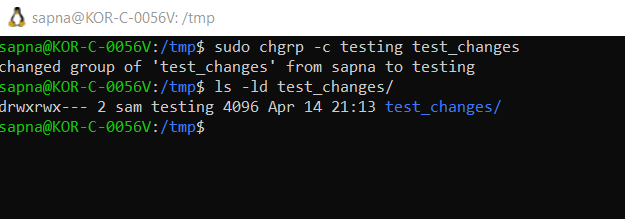 sapna@KOR-C-0056V: /tmp
sapna@KOR-C-0056V:/tmp$ sudo chgrp -c testing test_changes
changed group of 'test_changes' from sapna to testing
sapna@KOR-C-0056V:/tmp$ ls -ld test_changes/
drwxrwx--- 2 sam testing 4096 Apr 14 21:13 test_changes/
sapna@KOR-C-0056V:/tmp$